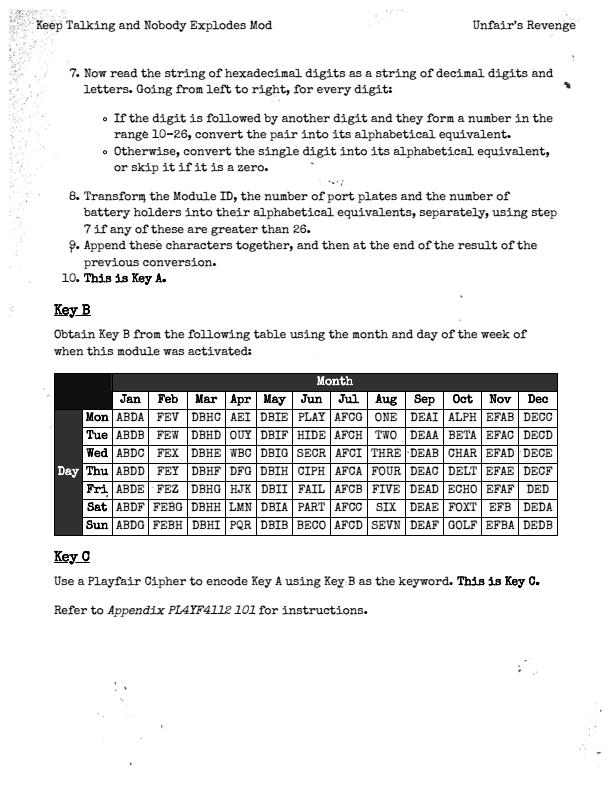 Keep Talking and Nobody Explodes Mod Unfair's Revenge
7. Now read the string of hexadecimal digits as a string of decimal digits and
letters. Going from left to right, for every digit:
◦ If the digit is followed by another digit and they form a number in the
range 10-26, convert the pair into its alphabetical equivalent.
◦ Otherwise, convert the single digit into its alphabetical equivalent,
or skip it if it is a zero.
8. Transform the Module ID, the number of port plates and the number of
battery holders into their alphabetical equivalents, separately, using step
7 if any of these are greater than 26.
9. Append these characters together, and then at the end of the result of the
previous conversion.
10. This is Key A.
Key B
Obtain Key B from the following table using the month and day of the week of
when this module was activated:
Month
Jan Feb Mar Apr May Jun Jul Aug Sep Oct Nov Dec
Mon ABDA FEV DBHC AEI DBIE PLAY AFCG ONE DEAI ALPH EFAB DECC
Tue ABDB FEW DBHD OUY DBIF HIDE AFCH TWO DEAA BETA EFAC DECD
Wed ABDC FEX DBHE WBC DBIG SECR AFCI THRE DEAB CHAR EFAD DECE
Day Thu ABDD FEY DBHF DFG DBIH CIPH AFCA FOUR DEAC DELT EFAE DECF
Fri ABDE FEZ DBHG HJK DBII FAIL AFCB FIVE DEAD ECHO EFAF DED
Sat ABDF FEBG DBHH LMN DBIA PART AFCC SIX DEAE FOXT EFB DEDA
Sun ABDG FEBH DBHI PQR DBIB BECO AFCD SEVN DEAF GOLF EFBA DEDB
Key C
Use a Playfair Cipher to encode Key A using Key B as the keyword. This is Key C.
Refer to Appendix PL4YF4112 101 for instructions.